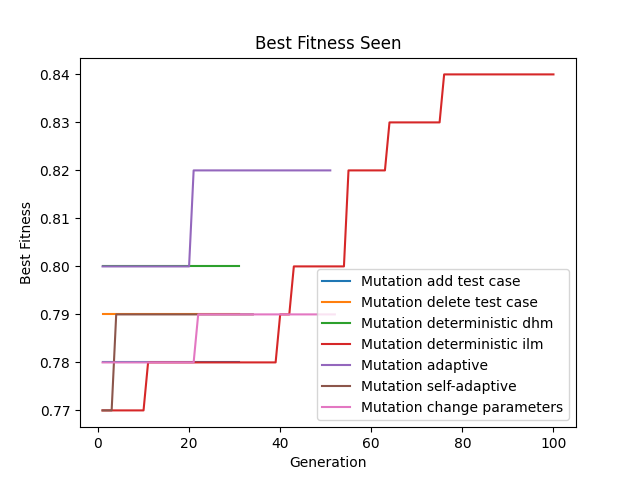 Best Fitness Seen
Best Fitness
0.84
0.83
0.82
0.81
0.80
0.79
0.78
0.77
Mutation add test case
Mutation delete test case
Mutation deterministic dhm
Mutation deterministic ilm
Mutation adaptive
Mutation self-adaptive
Mutation change parameters
0 20 40 60 80 100
Generation